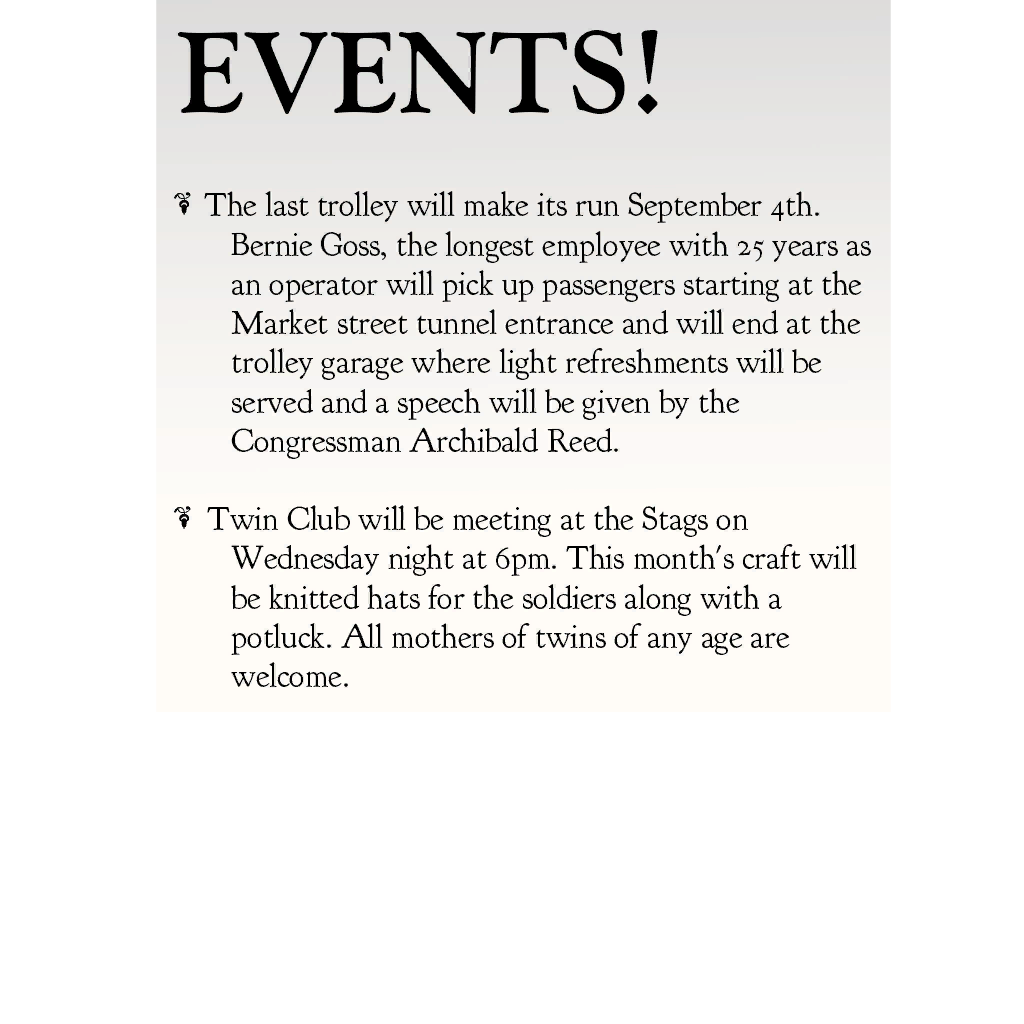 EVENTS!
The last trolley will make its run September 4th.
Bernie Goss, the longest employee with 25 years as
an operator will pick up passengers starting at the
Market street tunnel entrance and will end at the
trolley garage where light refreshments will be
served and a speech will be given by the
Congressman Archibald Reed.
Twin Club will be meeting at the Stags on
Wednesday night at 6pm. This month's craft will
be knitted hats for the soldiers along with a
potluck. All mothers of twins of any age are
welcome.